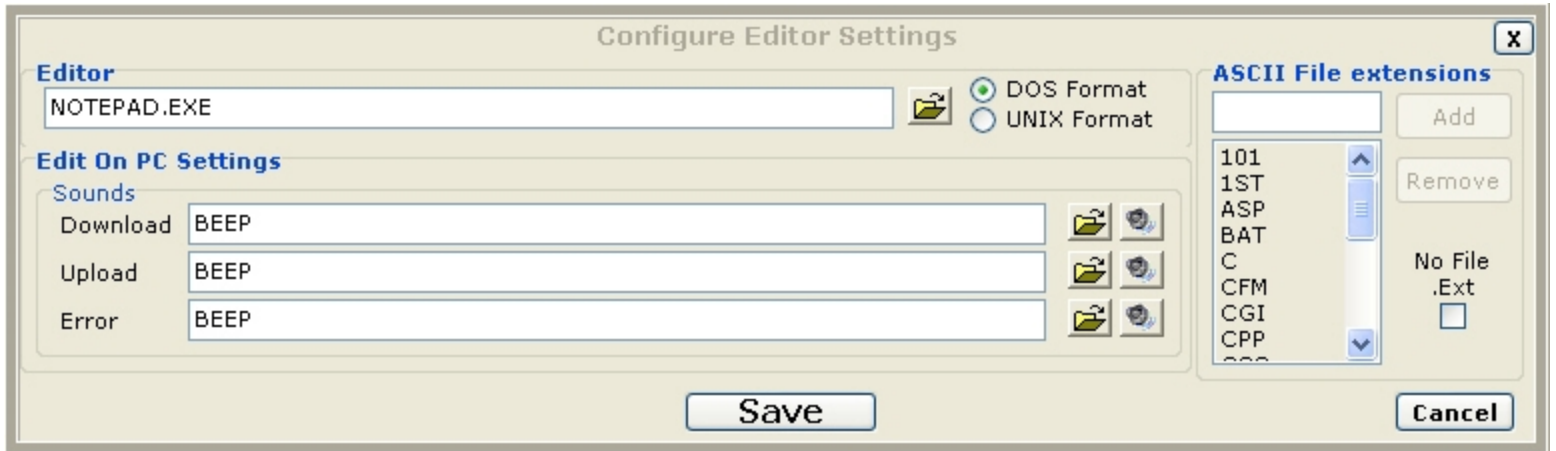 Configure Editor Settings
X
Editor
NOTEPAD.EXE
DOS Format
UNIX Format
Edit On PC Settings
Sounds
Download BEEP
Upload BEEP
Error BEEP
ASCII File extensions
Add
Remove
101
1ST
ASP
BAT
C
CFM
CGI
CPP
No File
.Ext
Save
Cancel